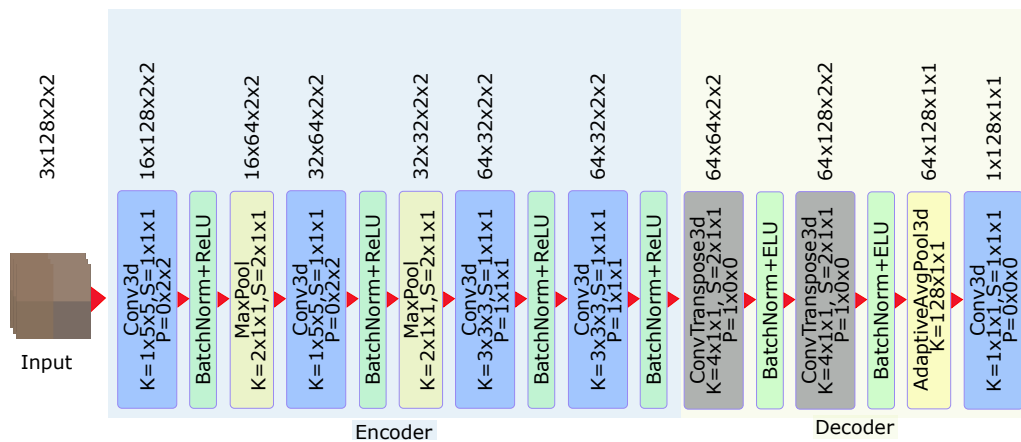 3x128x2x2
16x128x2x2
16x64x2x2
32x64x2x2
32x32x2x2
64x32x2x2
64x32x2x2
64x64x2x2
64x128x2x2
64x128x1x1
1x128x1x1
Input
Conv3d
K=1x5x5,S=1x1x1
P=0x2x2
BatchNorm+ReLU
MaxPool
K=2x1x1,S=2x1x1
Conv3d
K=1x5x5,S=1x1x1
P=0x2x2
BatchNorm+ReLU
MaxPool
K=2x1x1,S=2x1x1
Conv3d
K=3x3x3,S=1x1x1
P=1x1x1
BatchNorm+ReLU
Conv3d
K=3x3x3,S=1x1x1
P=1x1x1
BatchNorm+ReLU
ConvTranspose3d
K=4x1x1,S=2x1x1
P=1x0x0
BatchNorm+ELU
ConvTranspose3d
K=4x1x1,S=2x1x1
P=1x0x0
BatchNorm+ELU
AdaptiveAvgPool3d
K=128x1x1
Conv3d
K=1x1x1,S=1x1x1
P=0x0x0
Encoder
Decoder